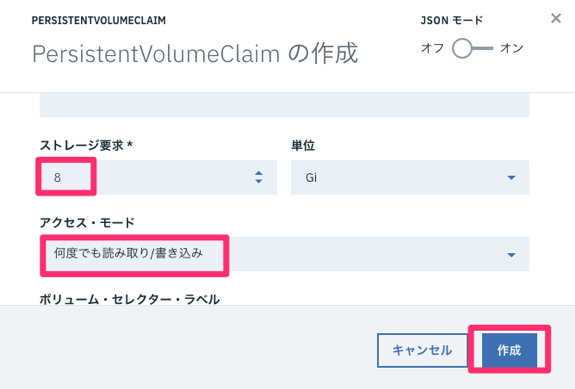 PERSISTENTVOLUMECLAIM
PersistentVolumeClaim の作成
JSON モード
オフ オン
ストレージ要求 * 単位
8 Gi
アクセス・モード
何度でも読み取り/書き込み
ボリューム・セレクター・ラベル
キャンセル 作成